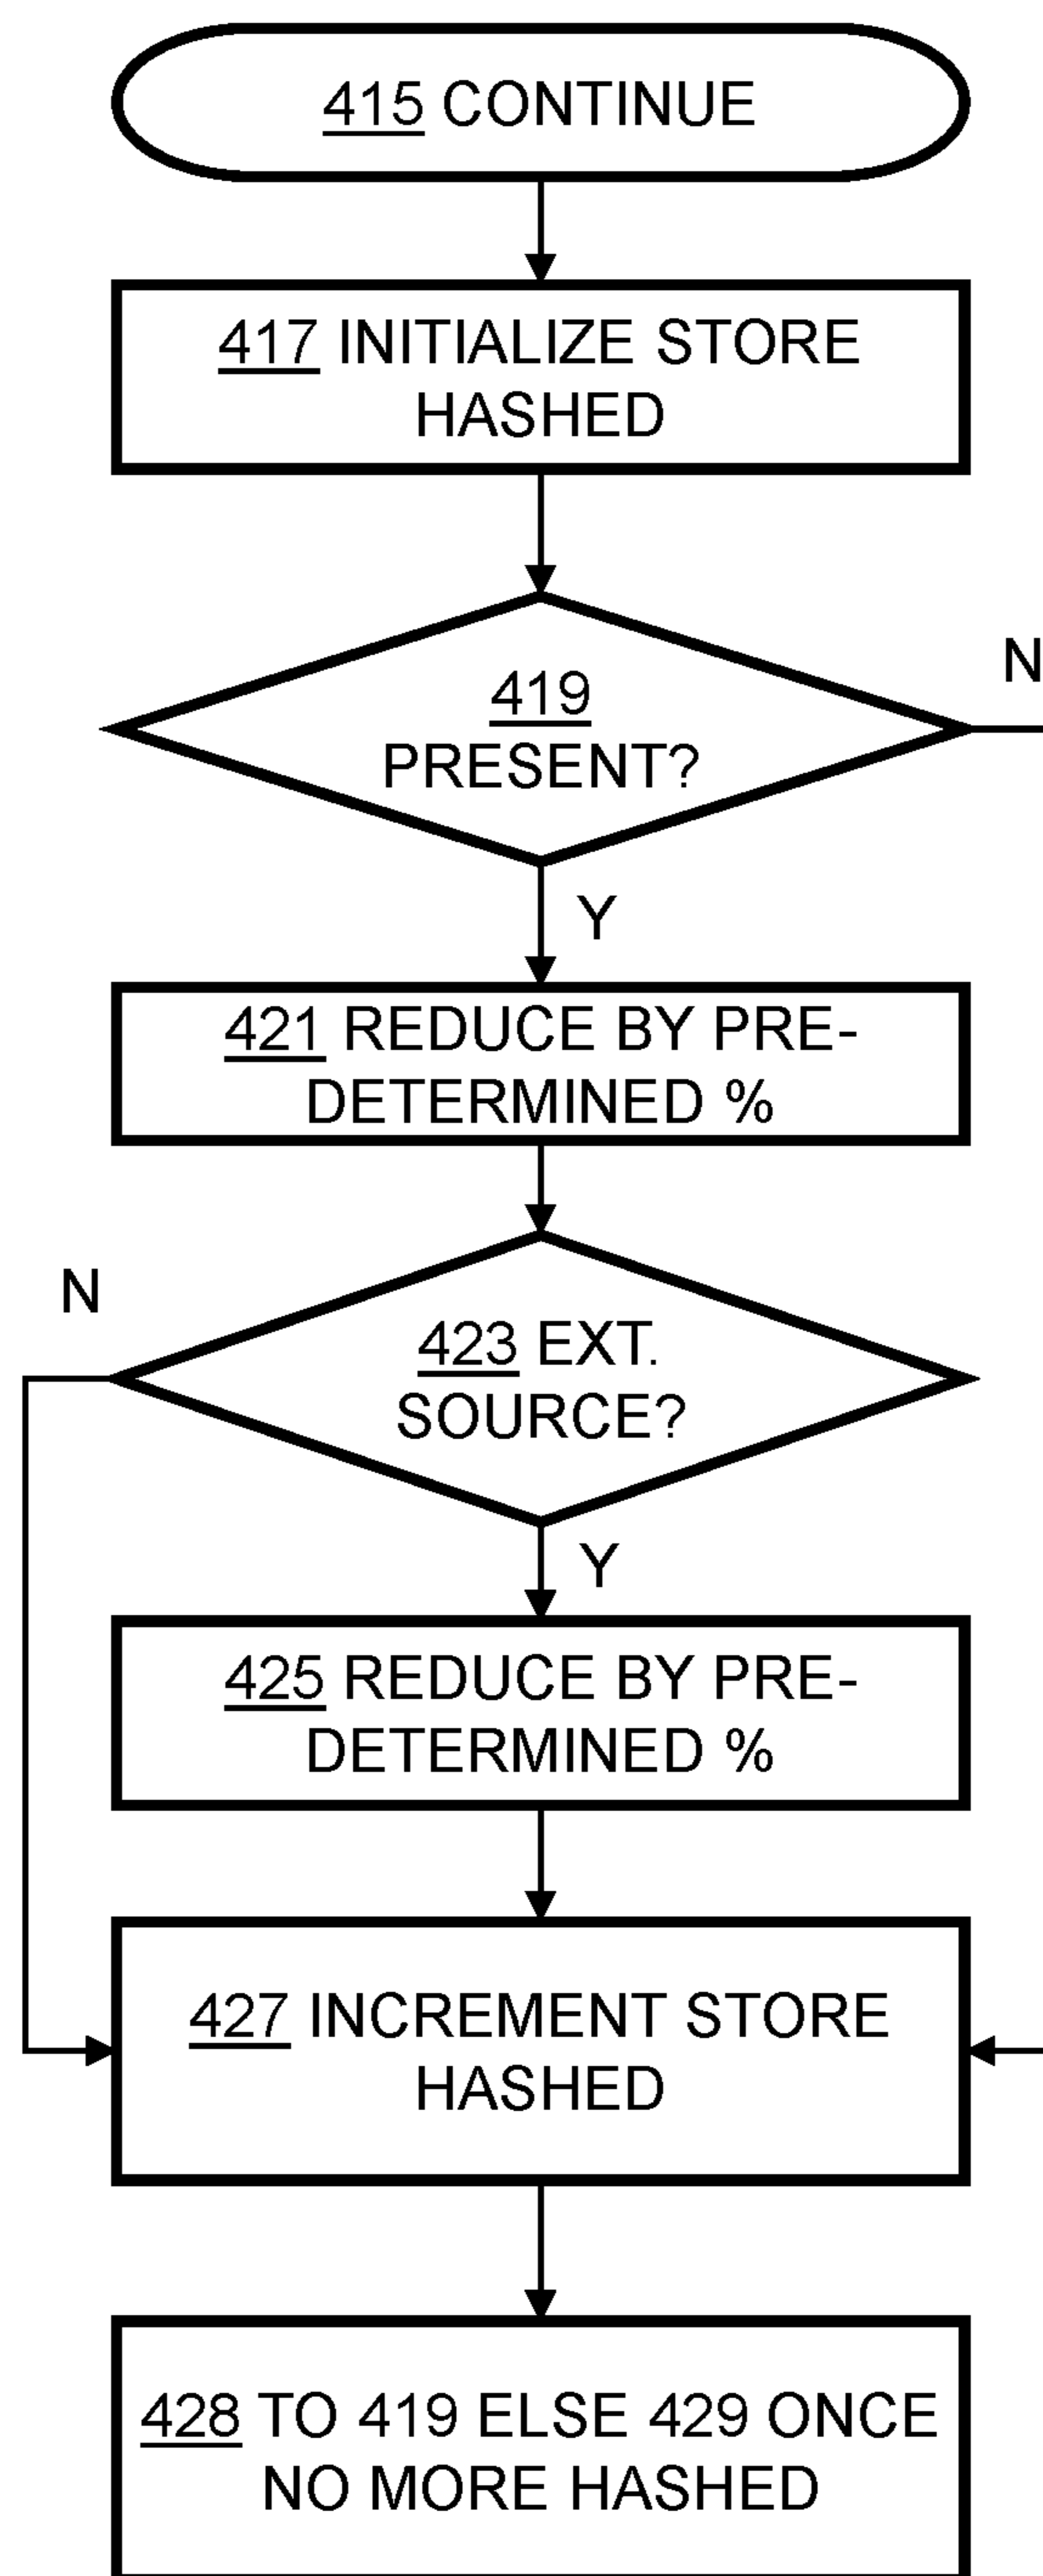 415 CONTINUE
417 INITIALIZE STORE
HASHED
N
419
PRESENT?
Y
421 REDUCE BY PRE-
DETERMINED %
N
423 EXT.
SOURCE?
Y
425 REDUCE BY PRE-
DETERMINED %
427 INCREMENT STORE
HASHED
428 TO 419 ELSE 429 ONCE
NO MORE HASHED